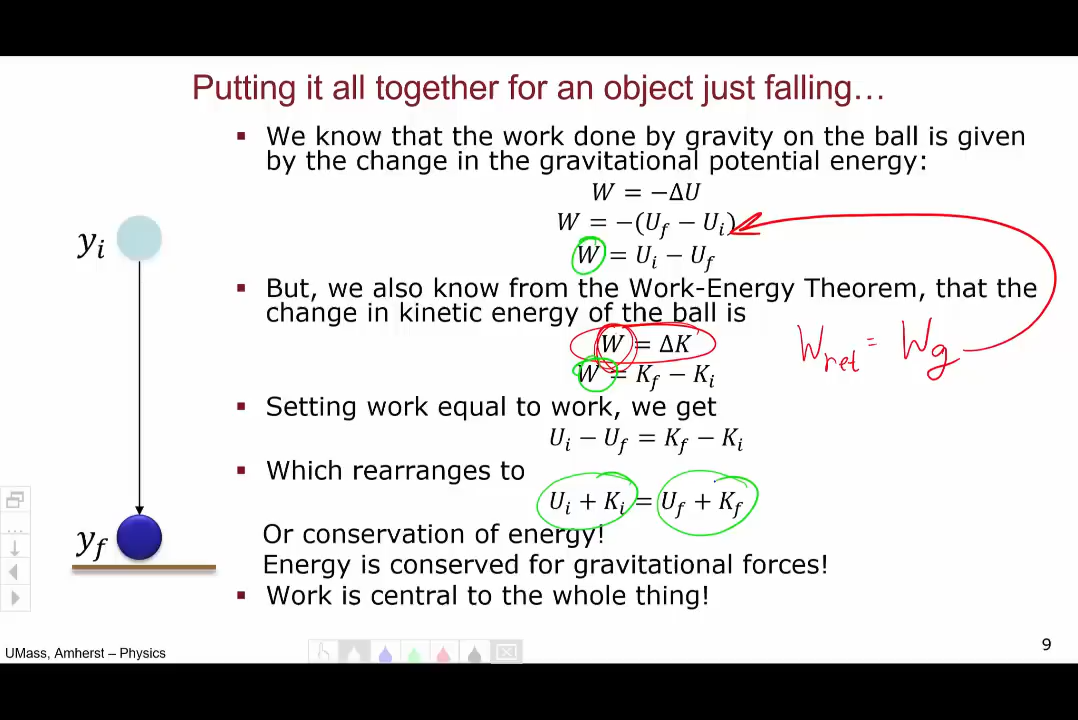 Putting it all together for an object just falling…
▪ We know that the work done by gravity on the ball is given
by the change in the gravitational potential energy:
W = −ΔU
W = −(U_f − U_i)
W = U_i − U_f
▪ But, we also know from the Work-Energy Theorem, that the
change in kinetic energy of the ball is
W = ΔK
W = K_f − K_i
W_net = W_g
▪ Setting work equal to work, we get
U_i − U_f = K_f − K_i
▪ Which rearranges to
U_i + K_i = U_f + K_f
Or conservation of energy!
Energy is conserved for gravitational forces!
▪ Work is central to the whole thing!
y_i
y_f
UMass, Amherst – Physics
9